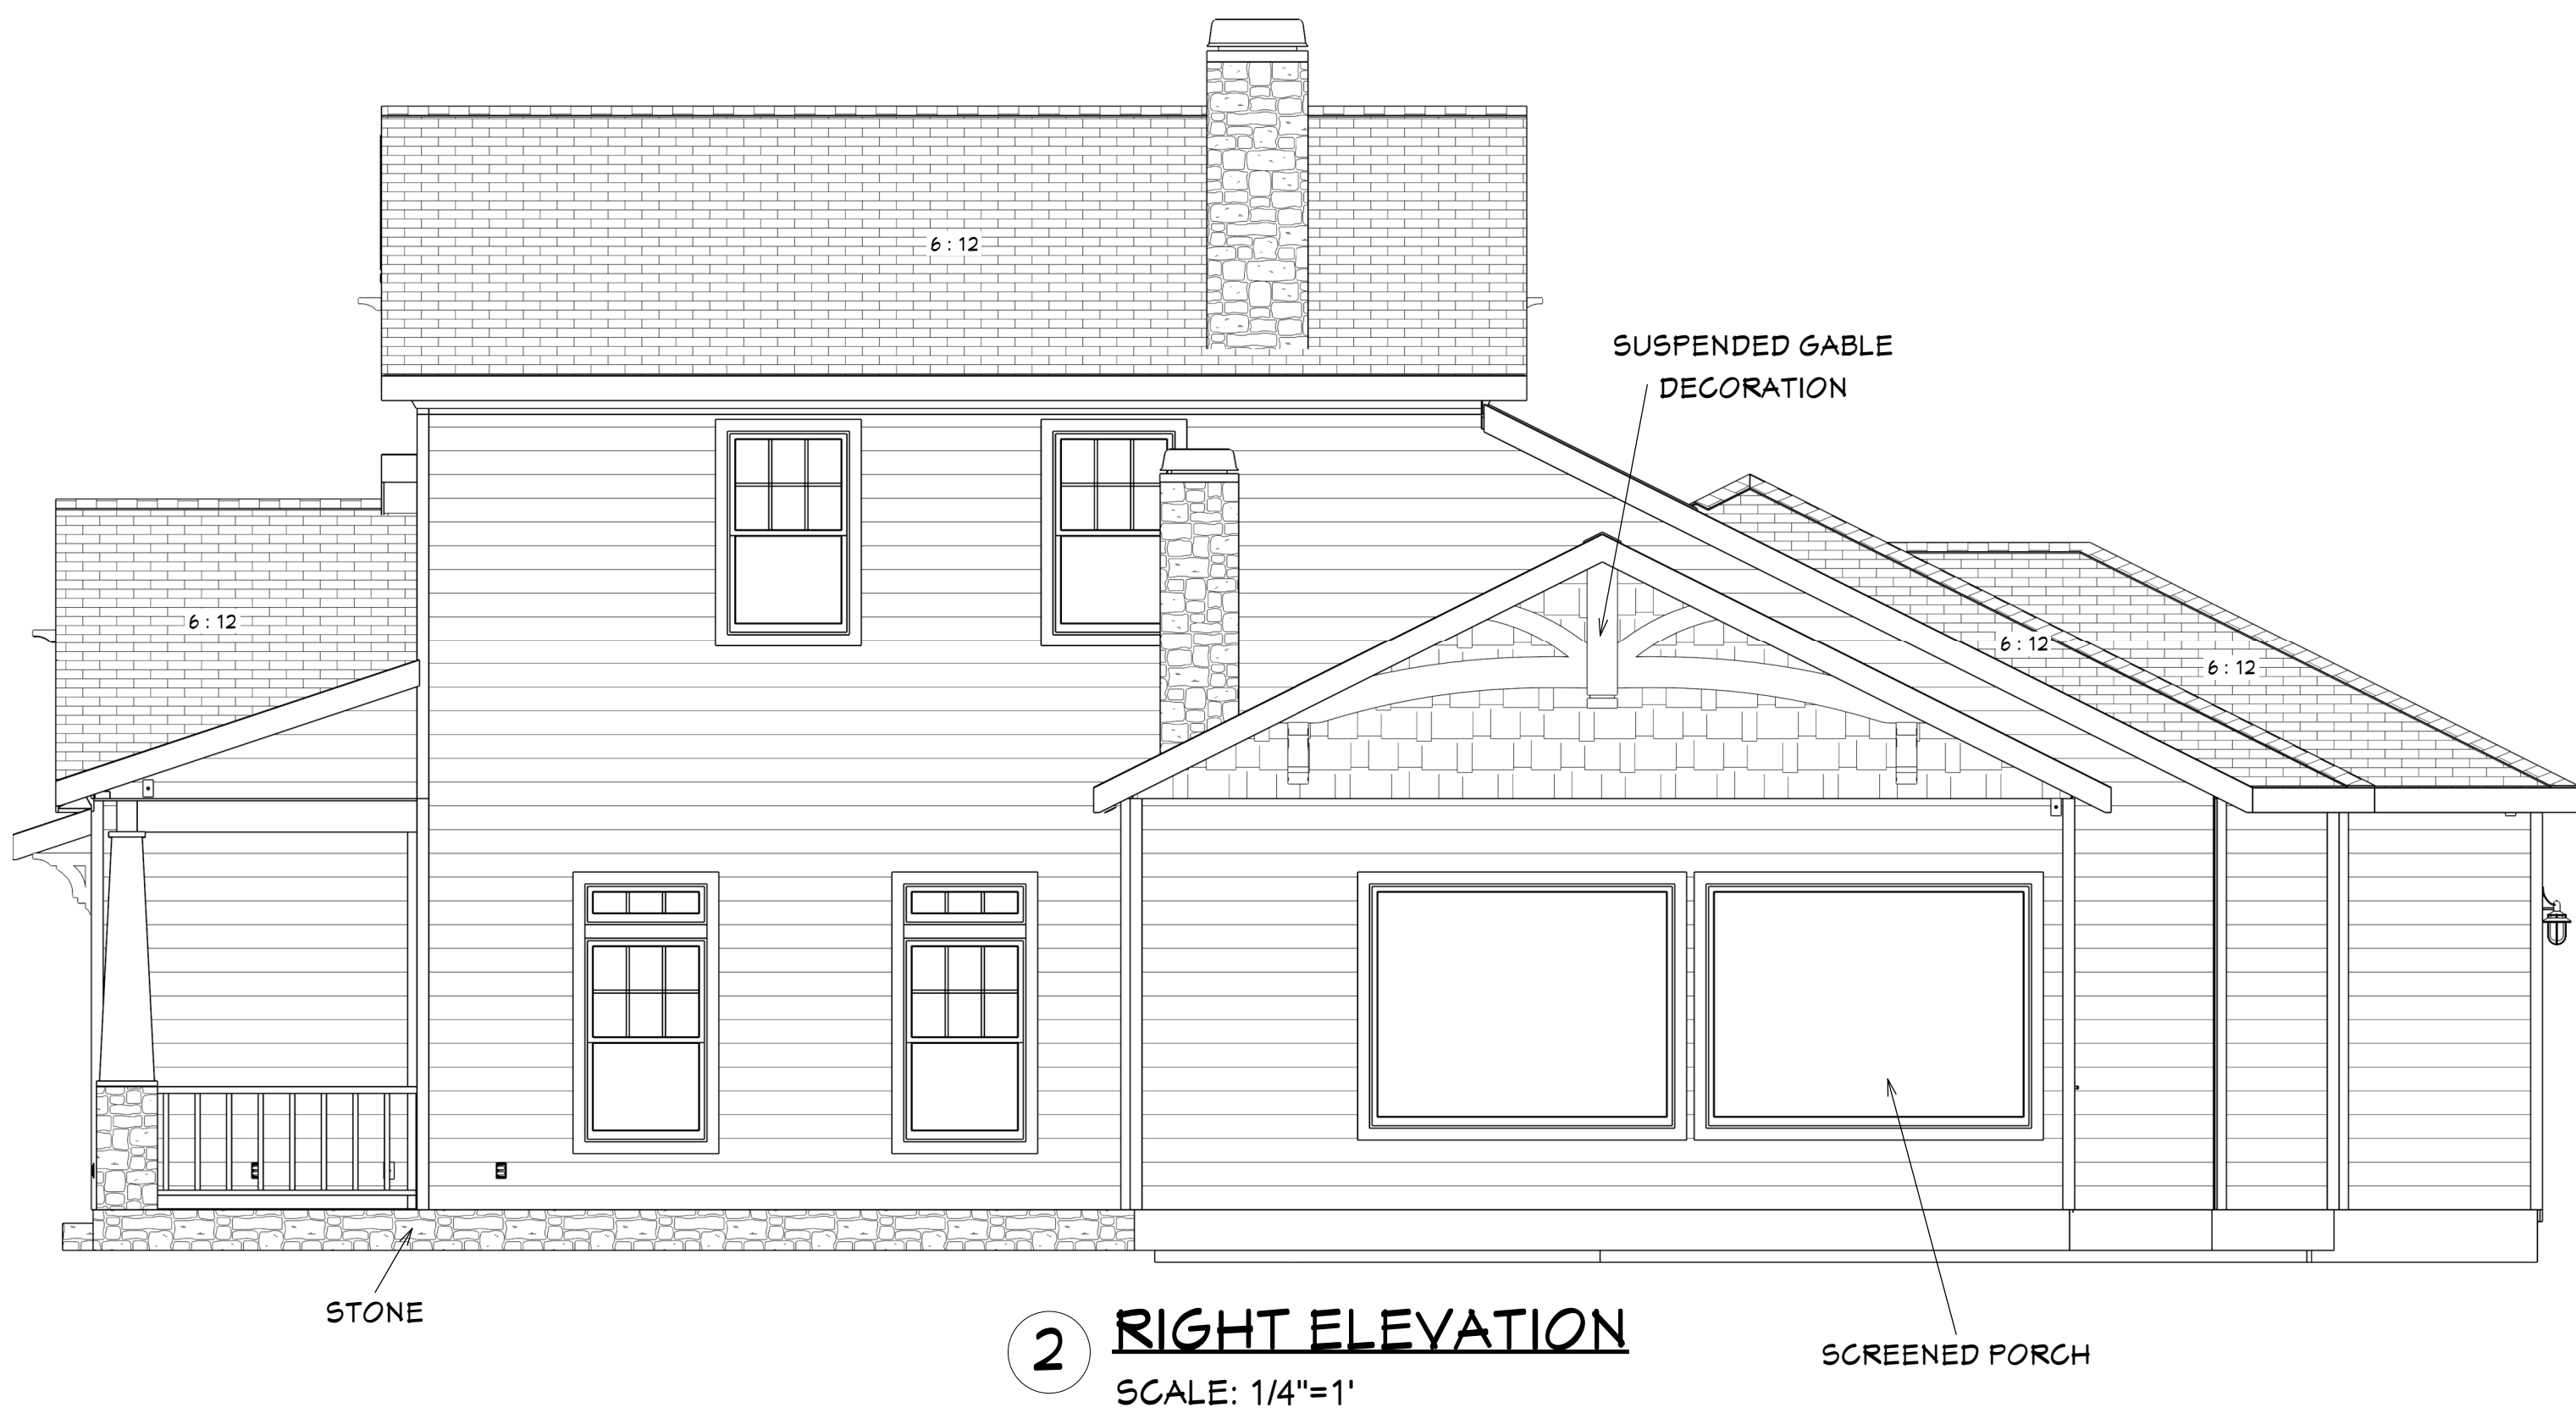 6 : 12
SUSPENDED GABLE
DECORATION
6 : 12
6 : 12
6 : 12
STONE
2
RIGHT ELEVATION
SCALE: 1/4"=1'
SCREENED PORCH